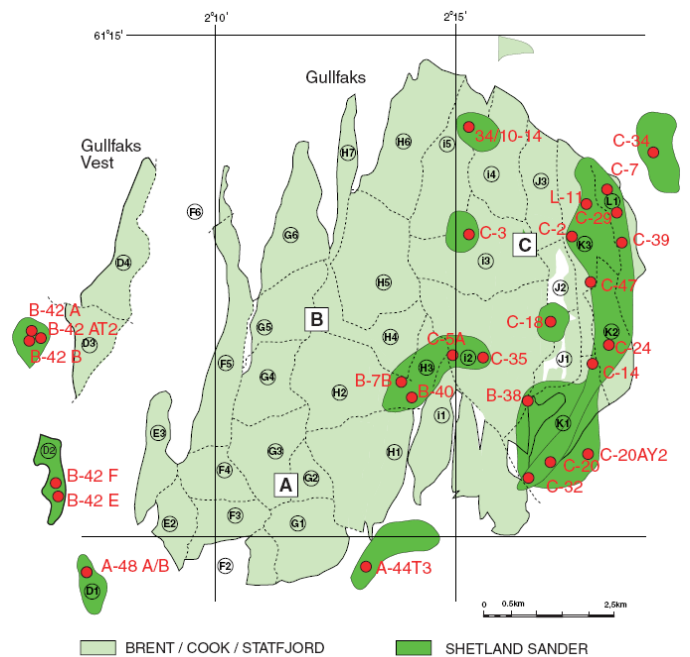 2°10'
2°15'
61°15'
Gullfaks
Gullfaks
Vest
34/10-14
C-34
C-7
L-11
C-29
C-2
C-39
C-3
C-47
C-18
C-24
C-14
C-5A
C-35
B-7B
B-40
B-38
C-20AY2
C-20
C-32
B-42 A
B-42 AT2
B-42 B
B-42 F
B-42 E
A-48 A/B
A-44T3
A
B
C
H7
H6
i5
i4
J3
L1
K3
F6
G6
D4
i3
H5
J2
G5
H4
K2
D3
F5
G4
H3
i2
J1
H2
i1
K1
E3
D2
G3
H1
F4
G2
F3
G1
E2
F2
D1
0
0.5km
2,5km
BRENT / COOK / STATFJORD
SHETLAND SANDER